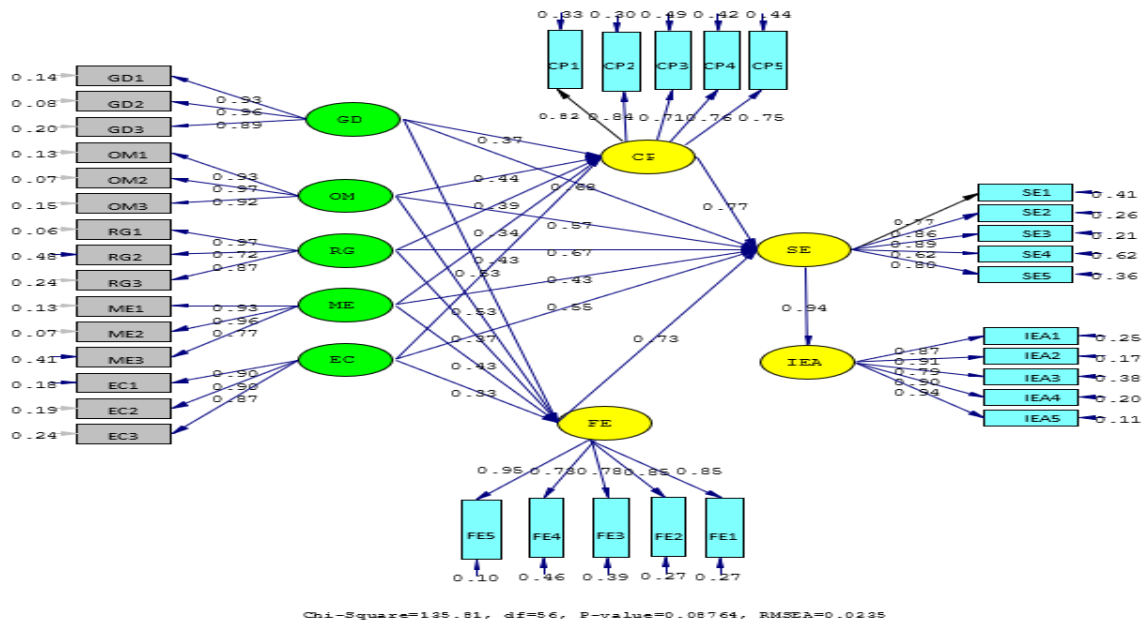 0.33 0.30 0.49 0.42 0.44
CP1 CP2 CP3 CP4 CP5
0.82 0.84 0.71 0.76 0.75
0.14 GD1
0.08 GD2
0.20 GD3
0.13 OM1
0.07 OM2
0.15 OM3
0.06 RG1
0.48 RG2
0.24 RG3
0.13 ME1
0.07 ME2
0.41 ME3
0.18 EC1
0.19 EC2
0.24 EC3
0.93
0.96
0.89
0.93
0.97
0.92
0.97
0.72
0.87
0.93
0.96
0.77
0.90
0.90
0.87
GD
OM
RG
ME
EC
0.37
0.44
0.39
0.34
0.43
0.67
0.43
0.55
0.53
0.37
0.43
0.33
0.77
0.73
0.94
SE
IEA
FE
SE1 0.41
SE2 0.26
SE3 0.21
SE4 0.62
SE5 0.36
0.77
0.86
0.89
0.62
0.80
IEA1 0.25
IEA2 0.17
IEA3 0.38
IEA4 0.20
IEA5 0.11
0.87
0.91
0.79
0.90
0.94
0.95 0.73 0.78 0.85 0.85
FE5 FE4 FE3 FE2 FE1
0.10 0.46 0.39 0.27 0.27
Chi-Square=135.81, df=56, P-value=0.08764, RMSEA=0.0235